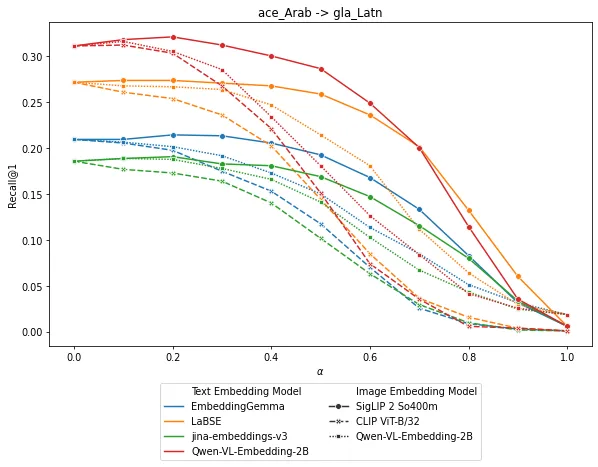 ace_Arab -> gla_Latn
Recall@1
0.30
0.25
0.20
0.15
0.10
0.05
0.00
0.0 0.2 0.4 0.6 0.8 1.0
α
Text Embedding Model Image Embedding Model
EmbeddingGemma SigLIP 2 So400m
LaBSE CLIP ViT-B/32
jina-embeddings-v3 Qwen-VL-Embedding-2B
Qwen-VL-Embedding-2B